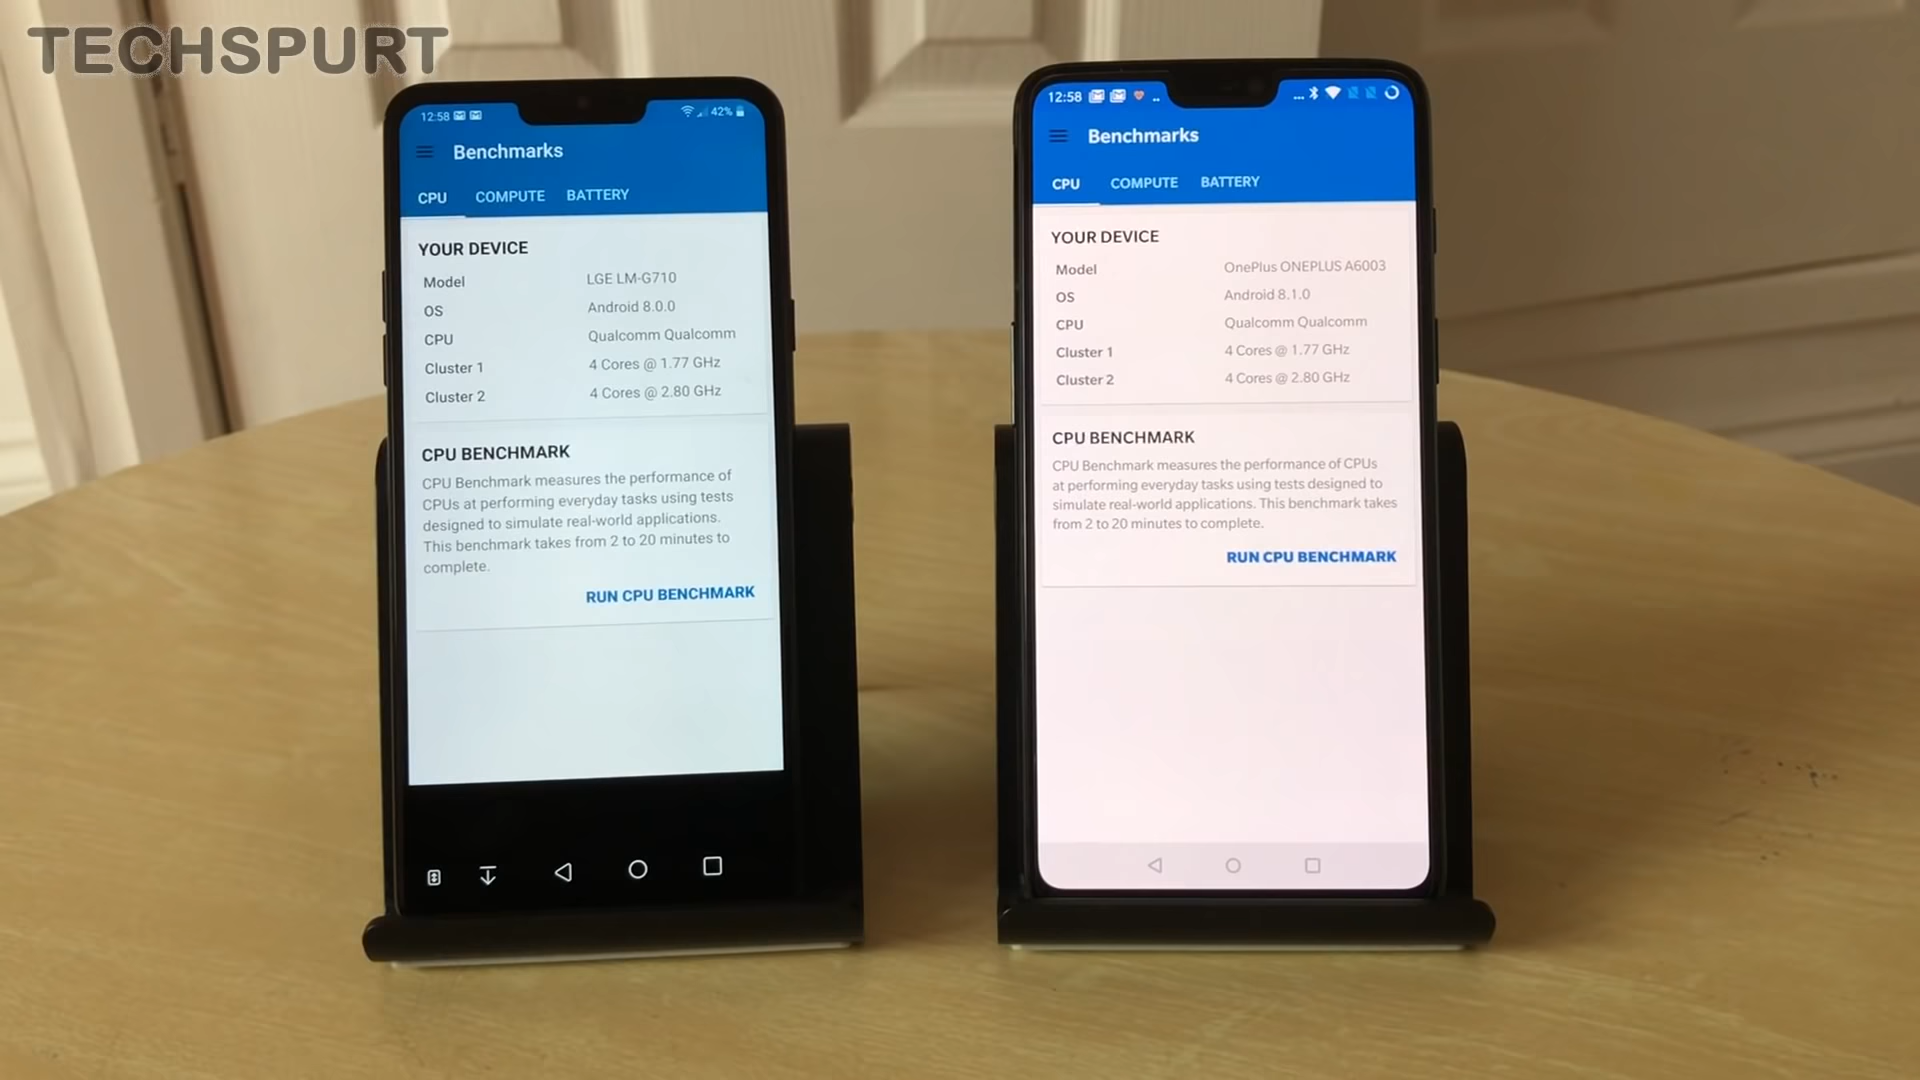 TECHSPURT
12:58
42%
Benchmarks
CPU COMPUTE BATTERY
YOUR DEVICE
Model LGE LM-G710
OS Android 8.0.0
CPU Qualcomm Qualcomm
Cluster 1 4 Cores @ 1.77 GHz
Cluster 2 4 Cores @ 2.80 GHz
CPU BENCHMARK
CPU Benchmark measures the performance of
CPUs at performing everyday tasks using tests
designed to simulate real-world applications.
This benchmark takes from 2 to 20 minutes to
complete.
RUN CPU BENCHMARK
12:58
Benchmarks
CPU COMPUTE BATTERY
YOUR DEVICE
Model OnePlus ONEPLUS A6003
OS Android 8.1.0
CPU Qualcomm Qualcomm
Cluster 1 4 Cores @ 1.77 GHz
Cluster 2 4 Cores @ 2.80 GHz
CPU BENCHMARK
CPU Benchmark measures the performance of CPUs
at performing everyday tasks using tests designed to
simulate real-world applications. This benchmark takes
from 2 to 20 minutes to complete.
RUN CPU BENCHMARK